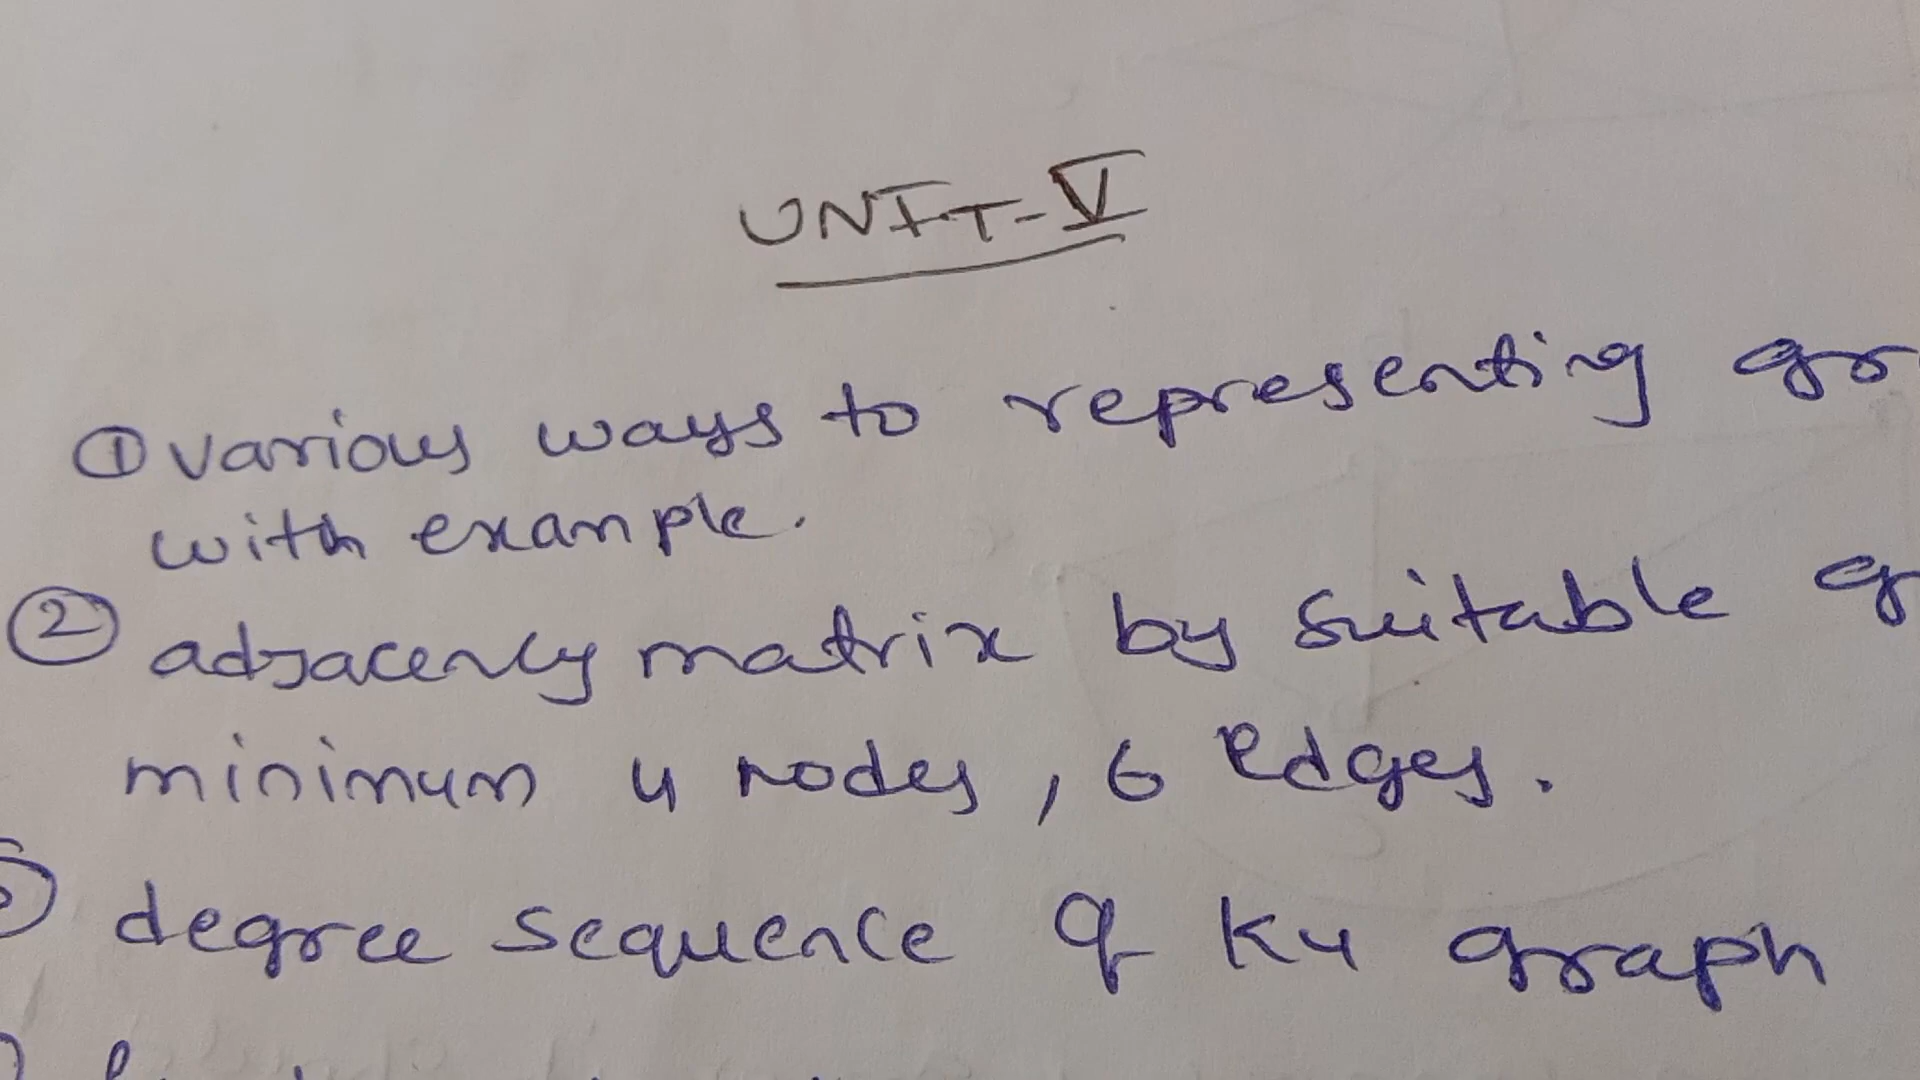 UNIT-V
① various ways to representing
with example.
② adjacency matrix by suitable
minimum 4 nodes, 6 edges.
degree sequence of K4 graph